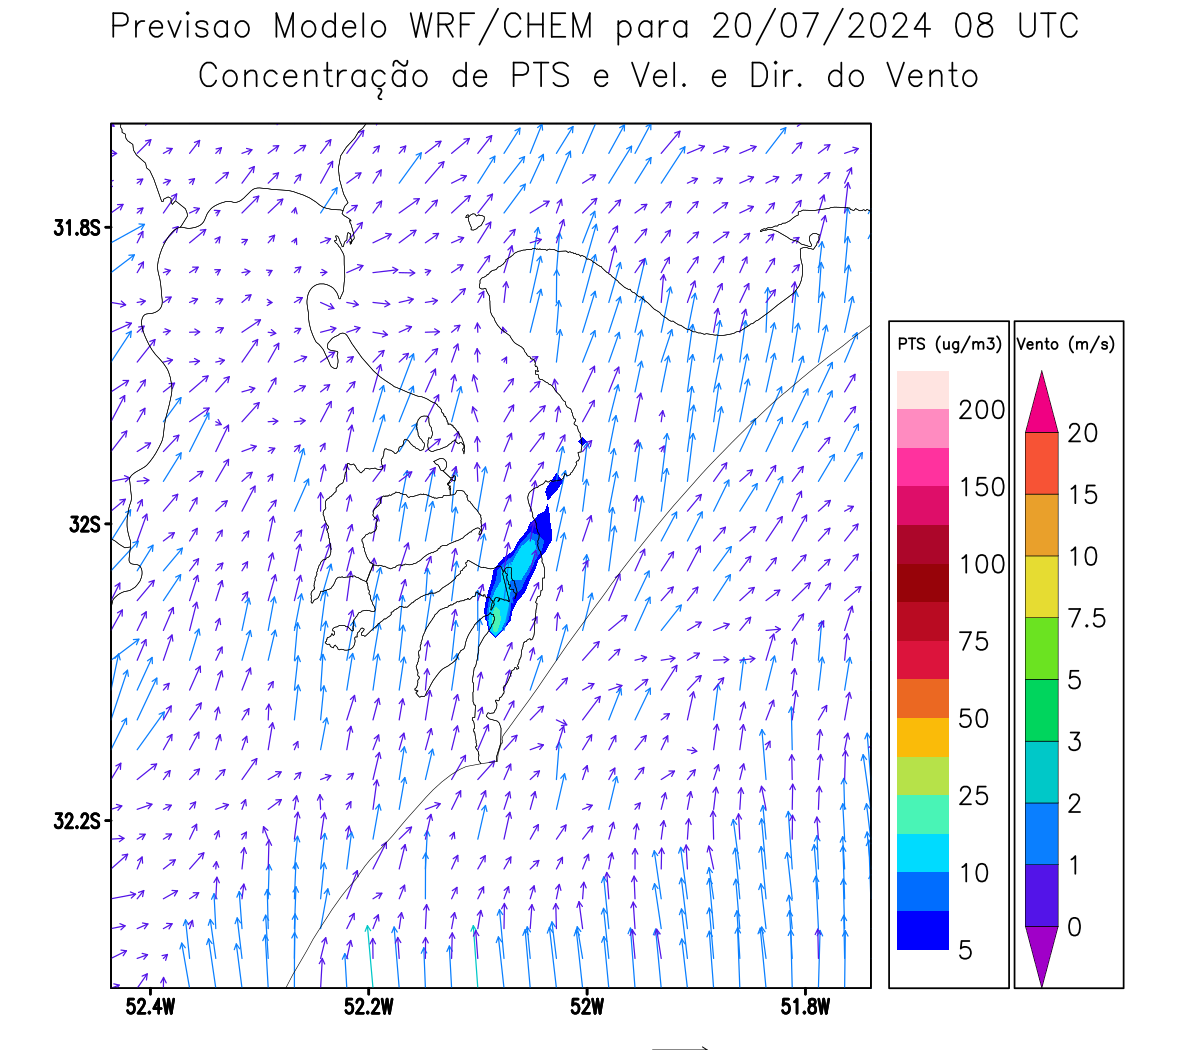 Previsao Modelo WRF/CHEM para 20/07/2024 08 UTC
Concentração de PTS e Vel. e Dir. do Vento
31.8S
32S
32.2S
52.4W 52.2W 52W 51.8W
PTS (ug/m3)
200
150
100
75
50
25
10
5
Vento (m/s)
20
15
10
7.5
5
3
2
1
0